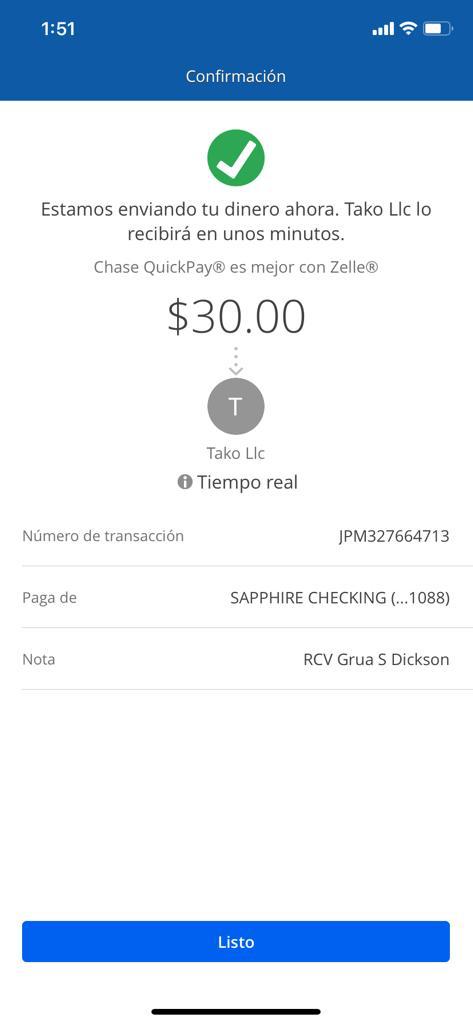 1:51
Confirmación
Estamos enviando tu dinero ahora. Tako Llc lo
recibirá en unos minutos.
Chase QuickPay® es mejor con Zelle®
$30.00
T
Tako Llc
Tiempo real
Número de transacción JPM327664713
Paga de SAPPHIRE CHECKING (...1088)
Nota RCV Grua S Dickson
Listo